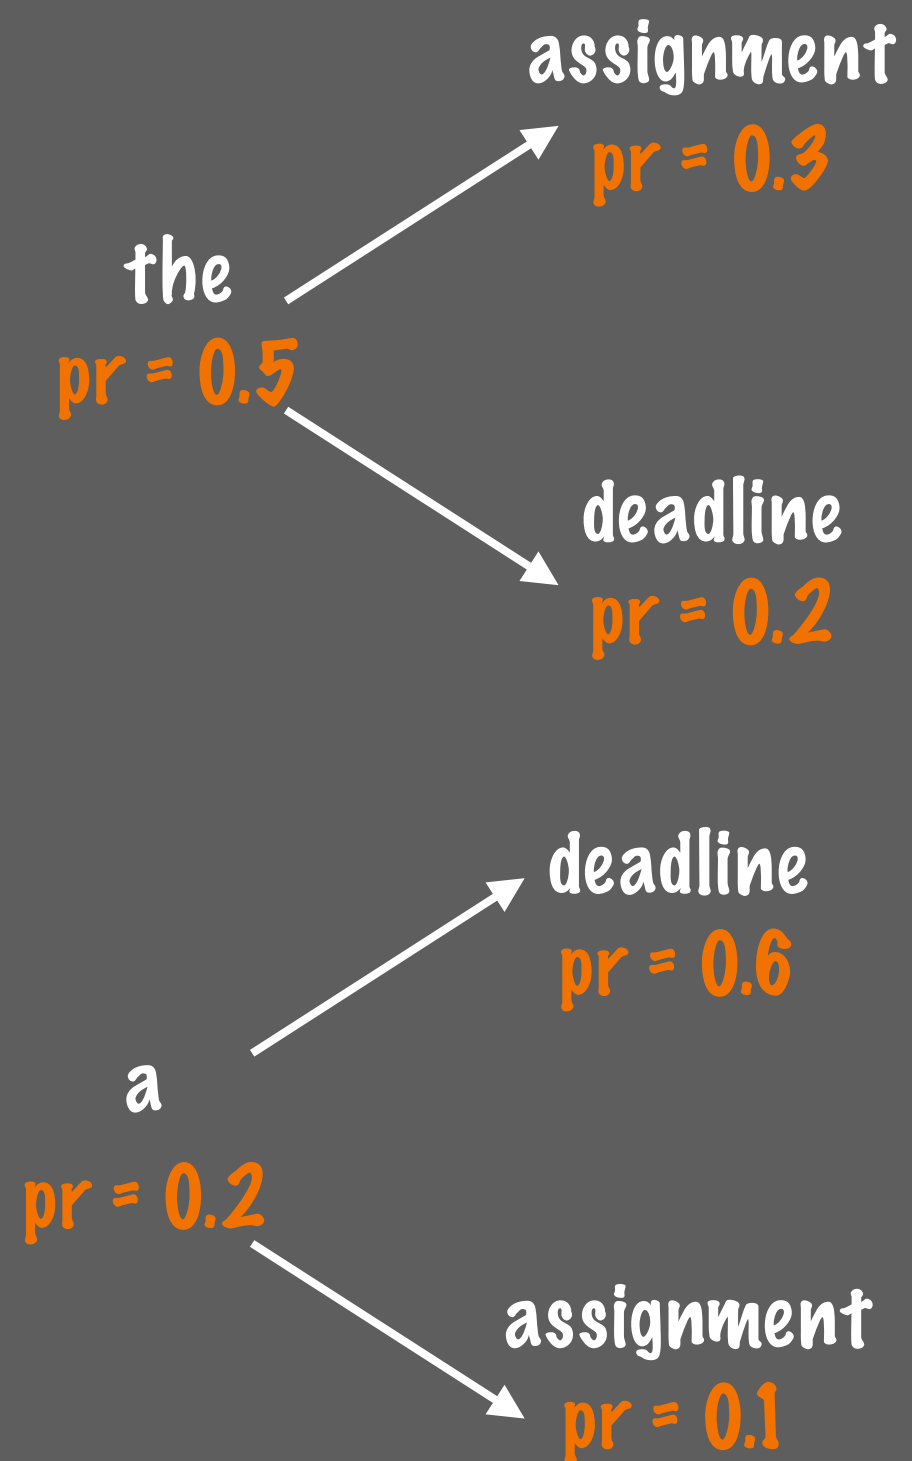 assignment
pr = 0.3
the
pr = 0.5
deadline
pr = 0.2
deadline
pr = 0.6
a
pr = 0.2
assignment
pr = 0.1